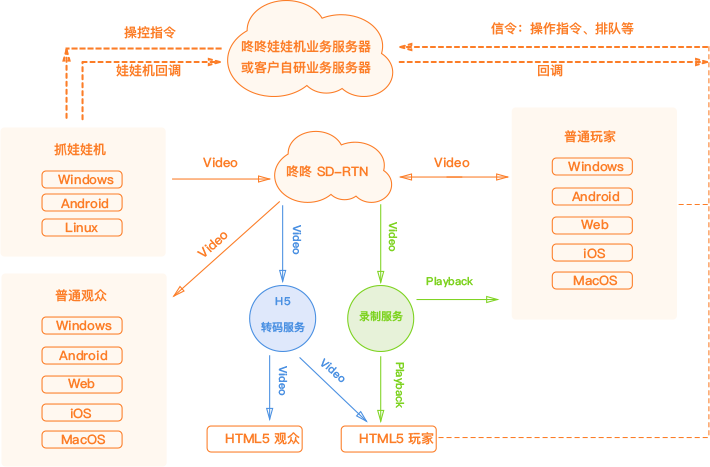 操控指令
娃娃机回调
咚咚娃娃机业务服务器
或客户自研业务服务器
信令：操作指令、排队等
回调
抓娃娃机
Windows
Android
Linux
Video
咚咚 SD-RTN
Video
普通玩家
Windows
Android
Web
iOS
MacOS
Video
Video
Video
普通观众
Windows
Android
Web
iOS
MacOS
H5
转码服务
录制服务
Playback
Video
Video
Playback
HTML5 观众
HTML5 玩家